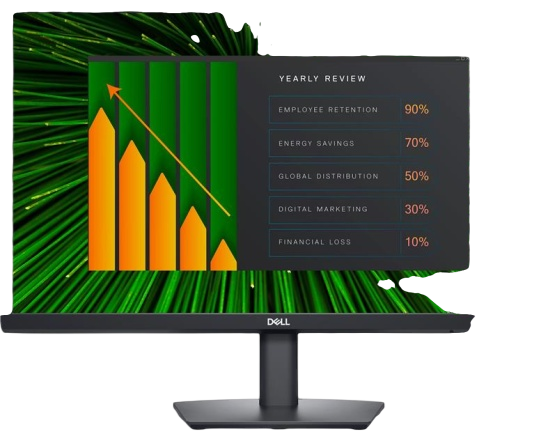 YEARLY REVIEW
EMPLOYEE RETENTION 90%
ENERGY SAVINGS 70%
GLOBAL DISTRIBUTION 50%
DIGITAL MARKETING 30%
FINANCIAL LOSS 10%
DELL